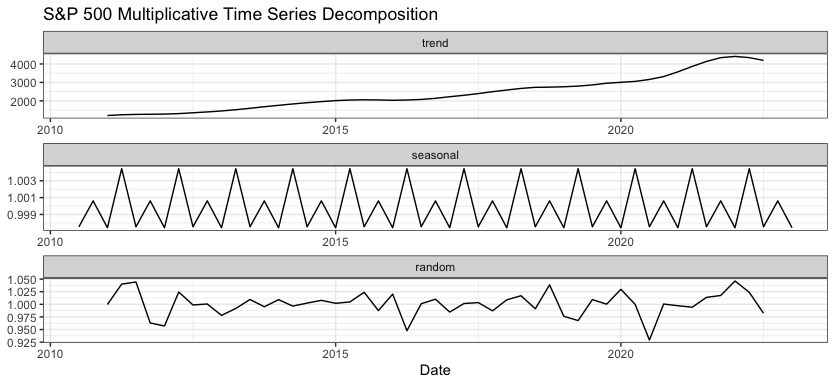 S&P 500 Multiplicative Time Series Decomposition
trend
4000
3000
2000
2010 2015 2020
seasonal
1.003
1.001
0.999
2010 2015 2020
random
1.050
1.025
1.000
0.975
0.950
0.925
2010 2015 2020
Date